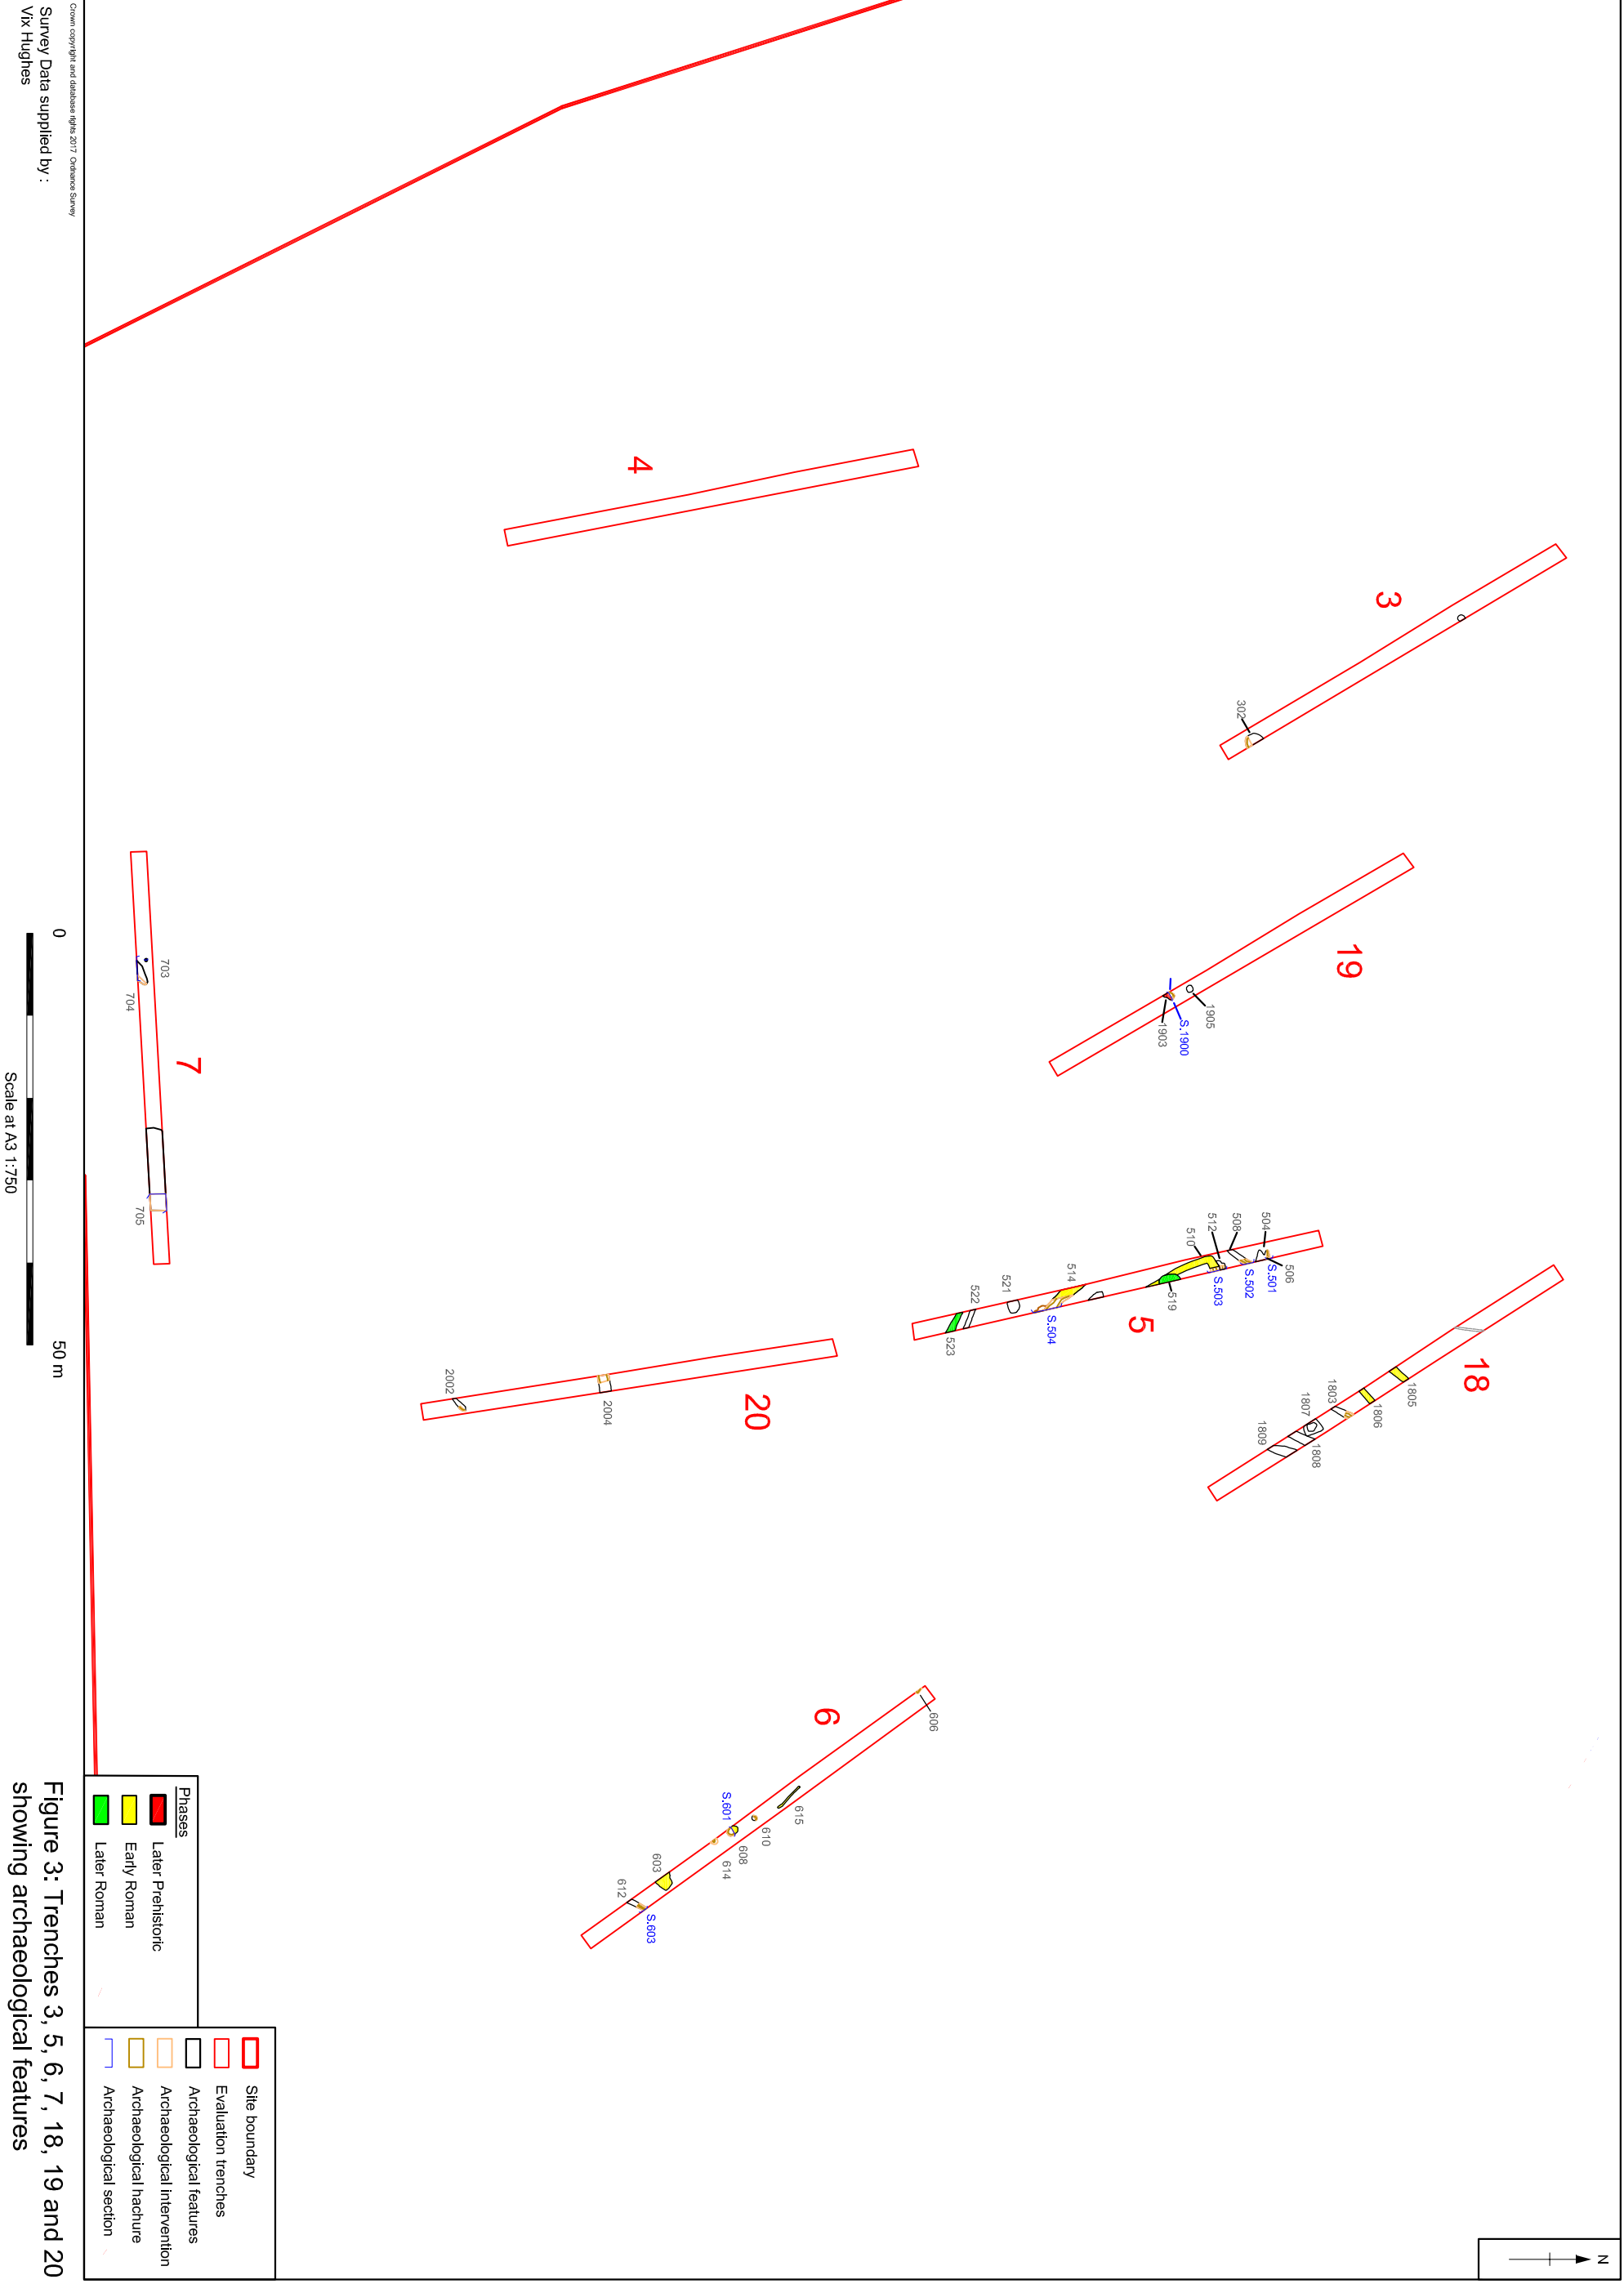 N
3
302
4
19
1905
S.1900
1903
18
1805
1806
1803
1807
1808
1809
5
504
506
S.501
508
S.502
512
S.503
510
519
514
S.504
521
522
523
20
2002
2004
6
606
615
610
S.601
608
614
603
612
S.603
7
703
704
705
Phases
Later Prehistoric
Early Roman
Later Roman
Site boundary
Evaluation trenches
Archaeological features
Archaeological intervention
Archaeological hachure
Archaeological section
Crown copyright and database rights 2017 Ordnance Survey
Survey Data supplied by :
Vix Hughes
0
50 m
Scale at A3 1:750
Figure 3: Trenches 3, 5, 6, 7, 18, 19 and 20
showing archaeological features